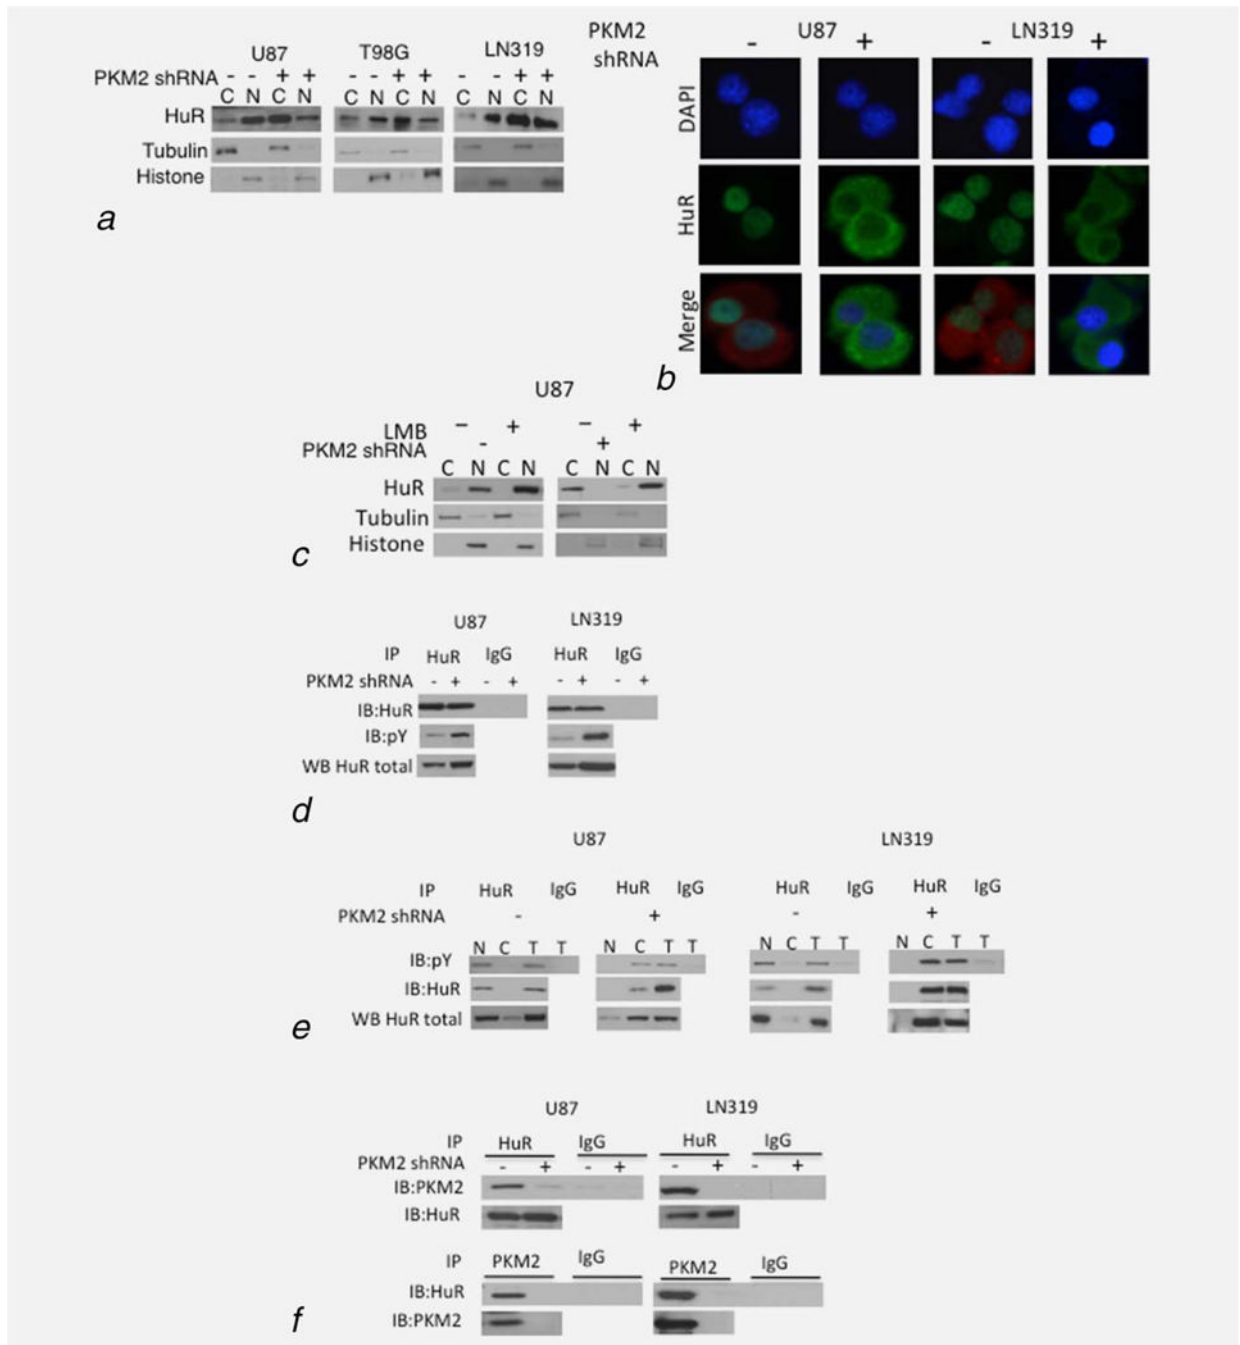 U87 T98G LN319
PKM2 shRNA - - + + - - + + - - + +
C N C N C N C N C N C N
HuR
Tubulin
Histone
a
PKM2 shRNA U87 LN319
- + - +
DAPI
HuR
Merge
b
U87
LMB – + – +
PKM2 shRNA - +
C N C N C N C N
HuR
Tubulin
Histone
c
U87 LN319
IP HuR IgG HuR IgG
PKM2 shRNA - + - + - + - +
IB:HuR
IB:pY
WB HuR total
d
U87 LN319
IP HuR IgG HuR IgG HuR IgG HuR IgG
PKM2 shRNA - + - +
N C T T N C T T N C T T N C T T
IB:pY
IB:HuR
WB HuR total
e
U87 LN319
IP HuR IgG HuR IgG
PKM2 shRNA - + - + - + - +
IB:PKM2
IB:HuR
IP PKM2 IgG PKM2 IgG
IB:HuR
IB:PKM2
f